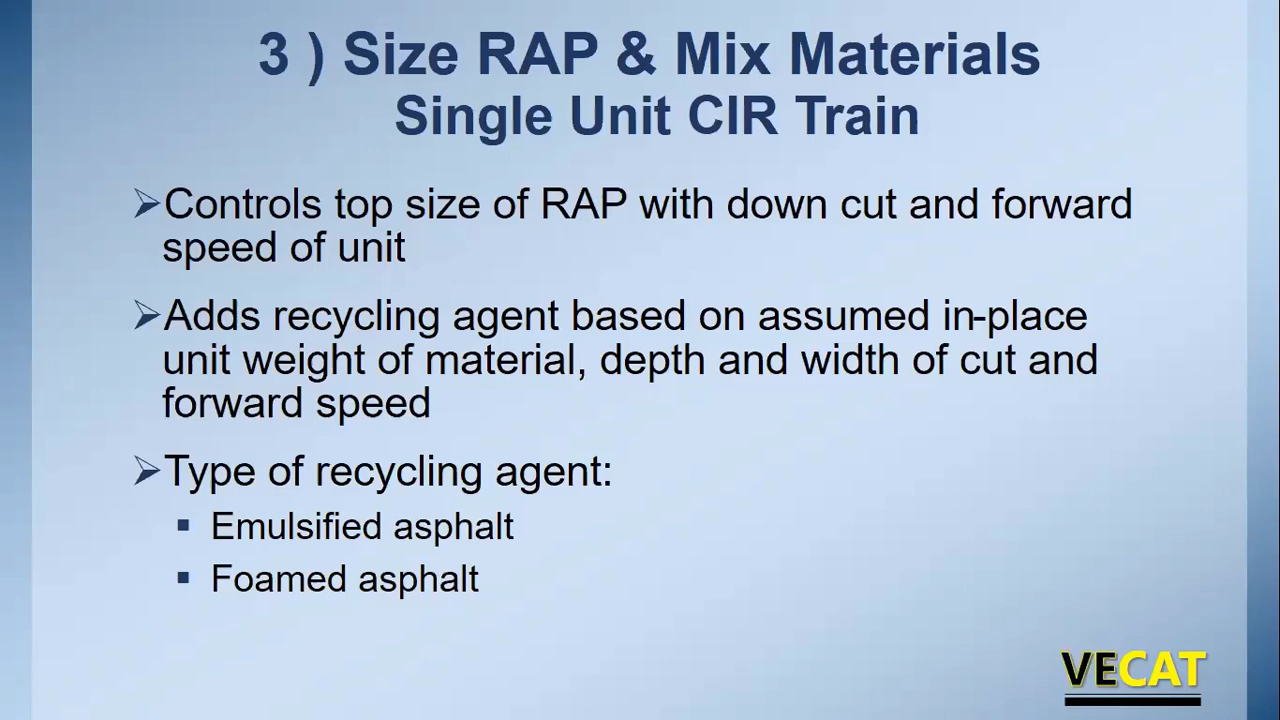 3 ) Size RAP & Mix Materials
Single Unit CIR Train
➢Controls top size of RAP with down cut and forward
speed of unit
➢Adds recycling agent based on assumed in-place
unit weight of material, depth and width of cut and
forward speed
➢Type of recycling agent:
▪ Emulsified asphalt
▪ Foamed asphalt
VECAT